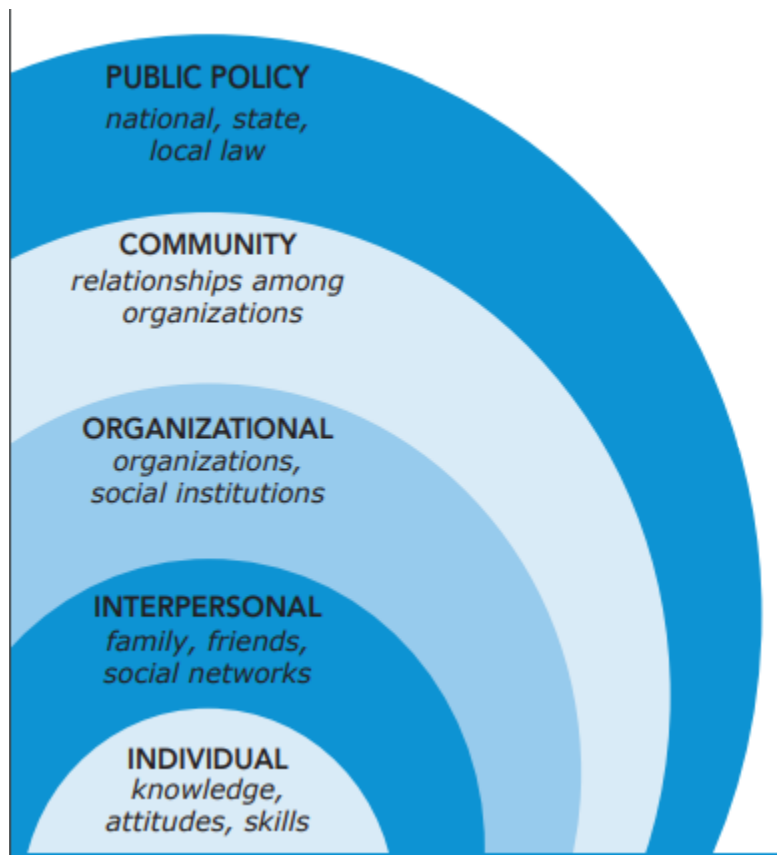 PUBLIC POLICY
national, state,
local law
COMMUNITY
relationships among
organizations
ORGANIZATIONAL
organizations,
social institutions
INTERPERSONAL
family, friends,
social networks
INDIVIDUAL
knowledge,
attitudes, skills